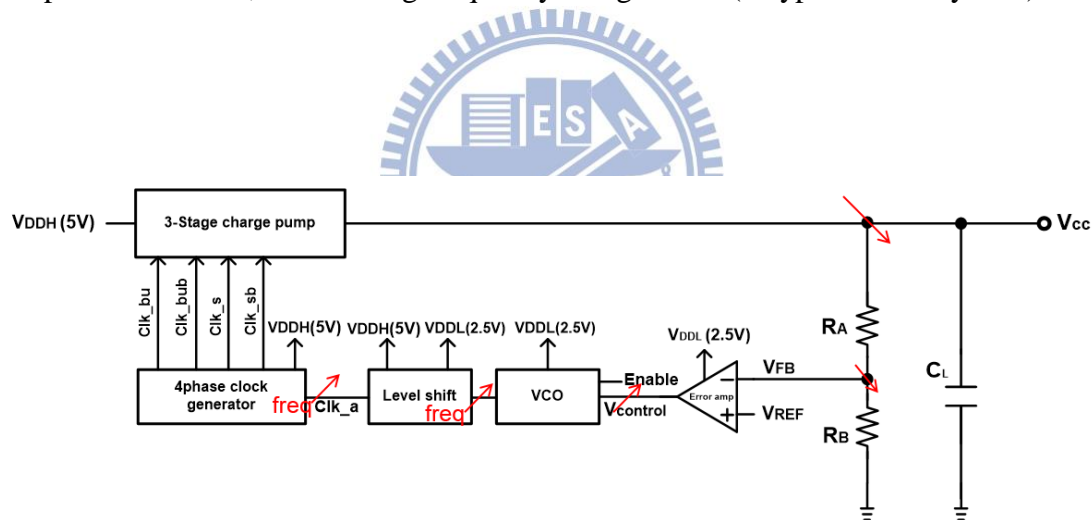 E S A
VDDH (5V)
3-Stage charge pump
Vcc
Clk_bu
Clk_bub
Clk_s
Clk_sb
VDDH(5V)
VDDH(5V)
VDDL(2.5V)
VDDL(2.5V)
VDDL (2.5V)
RA
CL
4phase clock
generator
freq
Clk_a
Level shift
freq
VCO
Enable
Vcontrol
Error amp
VFB
VREF
RB